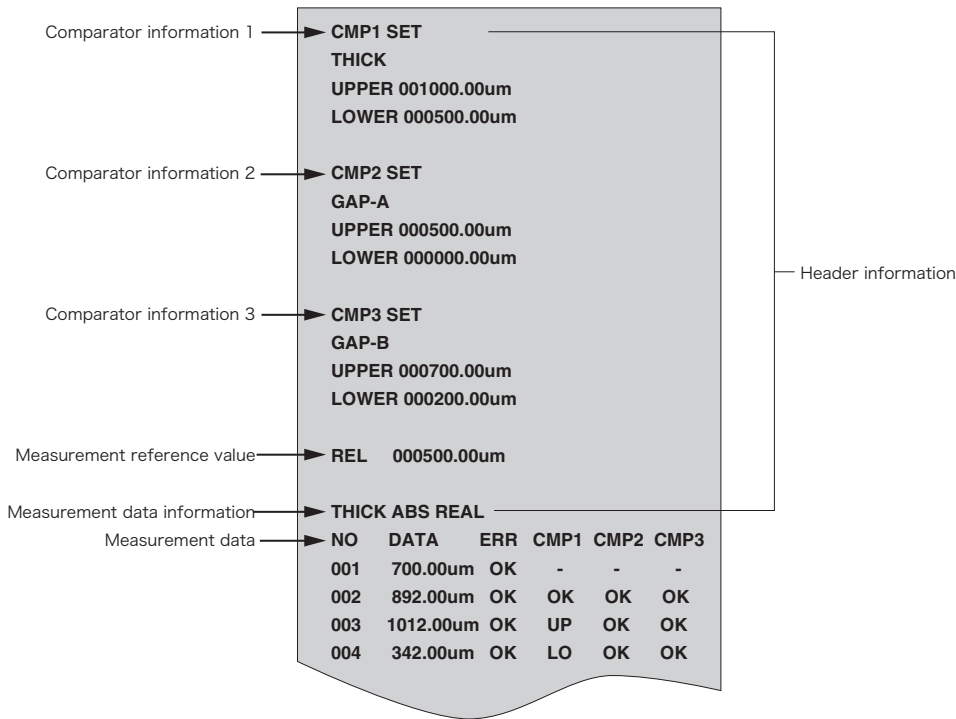 Comparator information 1
CMP1 SET
THICK
UPPER 001000.00um
LOWER 000500.00um
Comparator information 2
CMP2 SET
GAP-A
UPPER 000500.00um
LOWER 000000.00um
Header information
Comparator information 3
CMP3 SET
GAP-B
UPPER 000700.00um
LOWER 000200.00um
Measurement reference value
REL 000500.00um
Measurement data information
THICK ABS REAL
Measurement data
NO DATA ERR CMP1 CMP2 CMP3
001 700.00um OK - - -
002 892.00um OK OK OK OK
003 1012.00um OK UP OK OK
004 342.00um OK LO OK OK